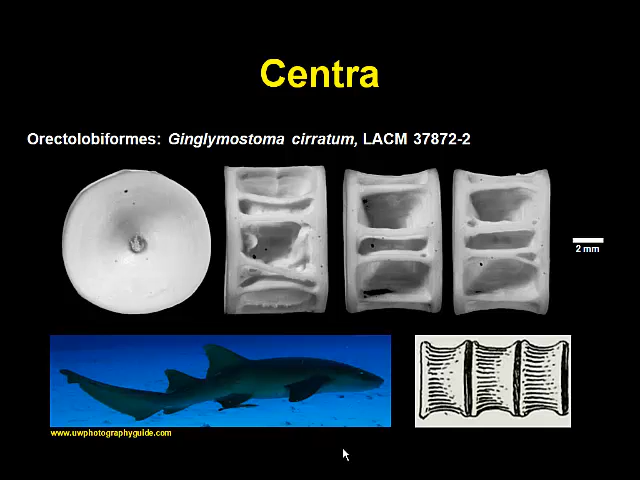 Centra
Orectolobiformes: Ginglymostoma cirratum, LACM 37872-2
2 mm
www.uwphotographyguide.com